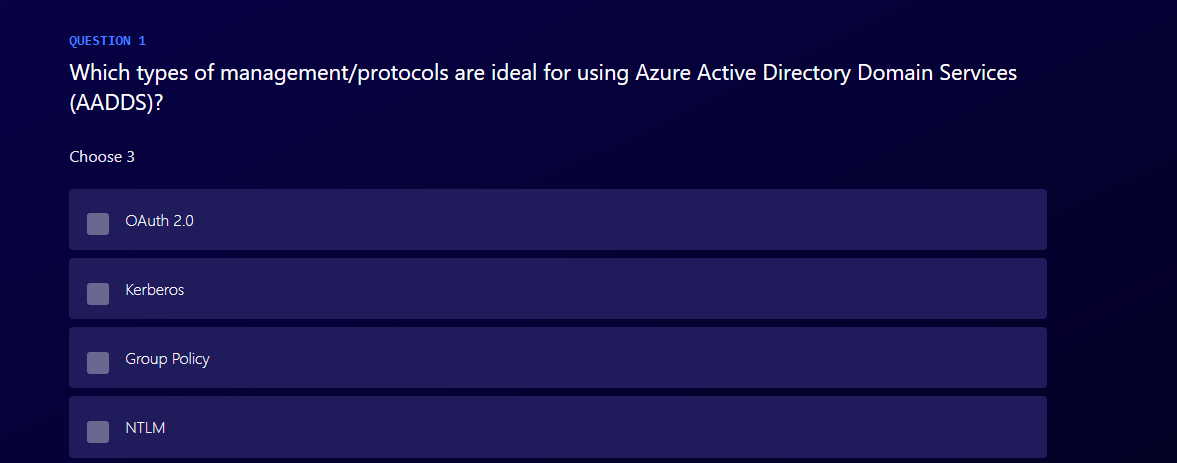 QUESTION 1
Which types of management/protocols are ideal for using Azure Active Directory Domain Services
(AADDS)?
Choose 3
OAuth 2.0
Kerberos
Group Policy
NTLM